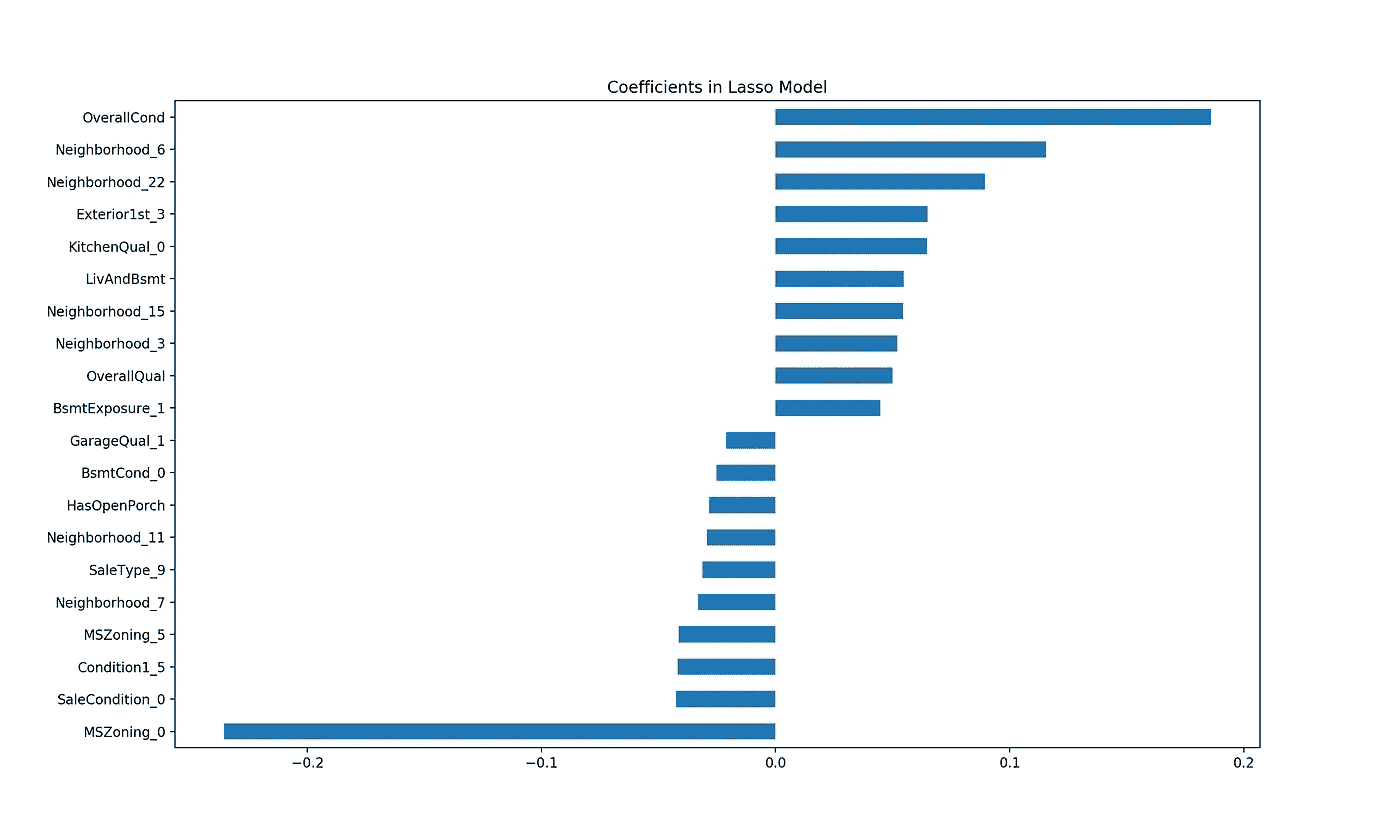 Coefficients in Lasso Model
OverallCond
Neighborhood_6
Neighborhood_22
Exterior1st_3
KitchenQual_0
LivAndBsmt
Neighborhood_15
Neighborhood_3
OverallQual
BsmtExposure_1
GarageQual_1
BsmtCond_0
HasOpenPorch
Neighborhood_11
SaleType_9
Neighborhood_7
MSZoning_5
Condition1_5
SaleCondition_0
MSZoning_0
−0.2 −0.1 0.0 0.1 0.2